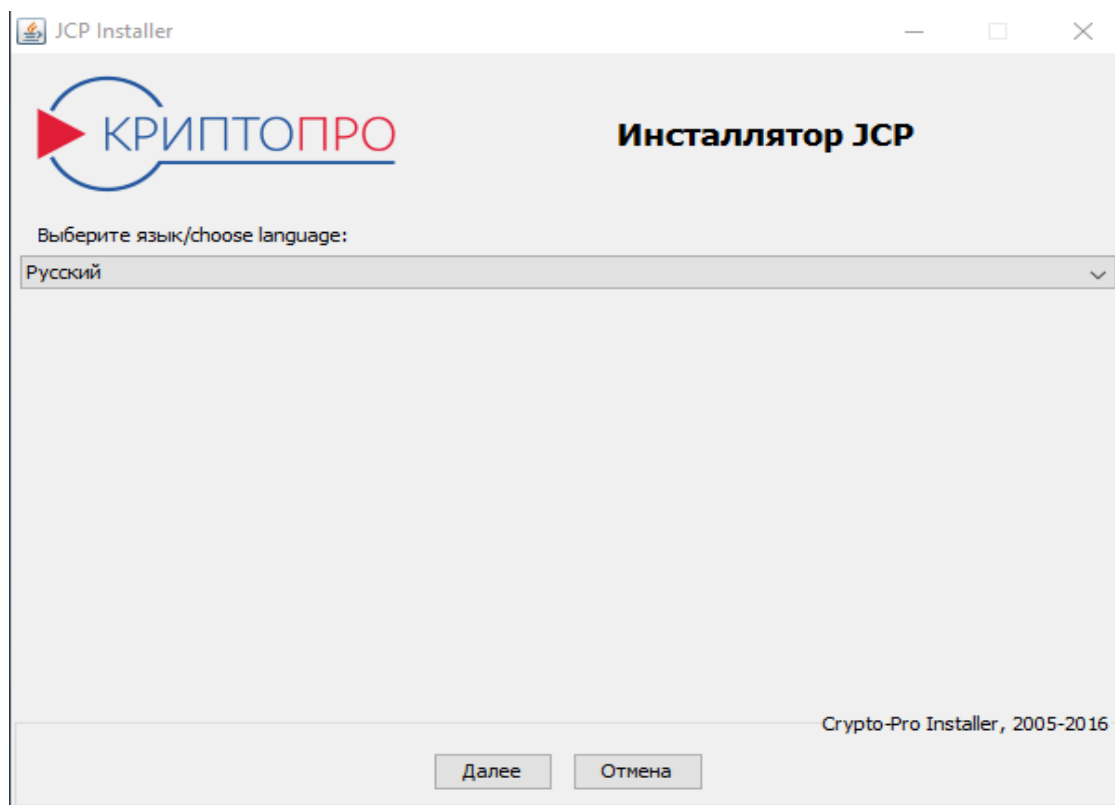 JCP Installer
КРИПТОПРО
Инсталлятор JCP
Выберите язык/choose language:
Русский
Crypto-Pro Installer, 2005-2016
Далее
Отмена